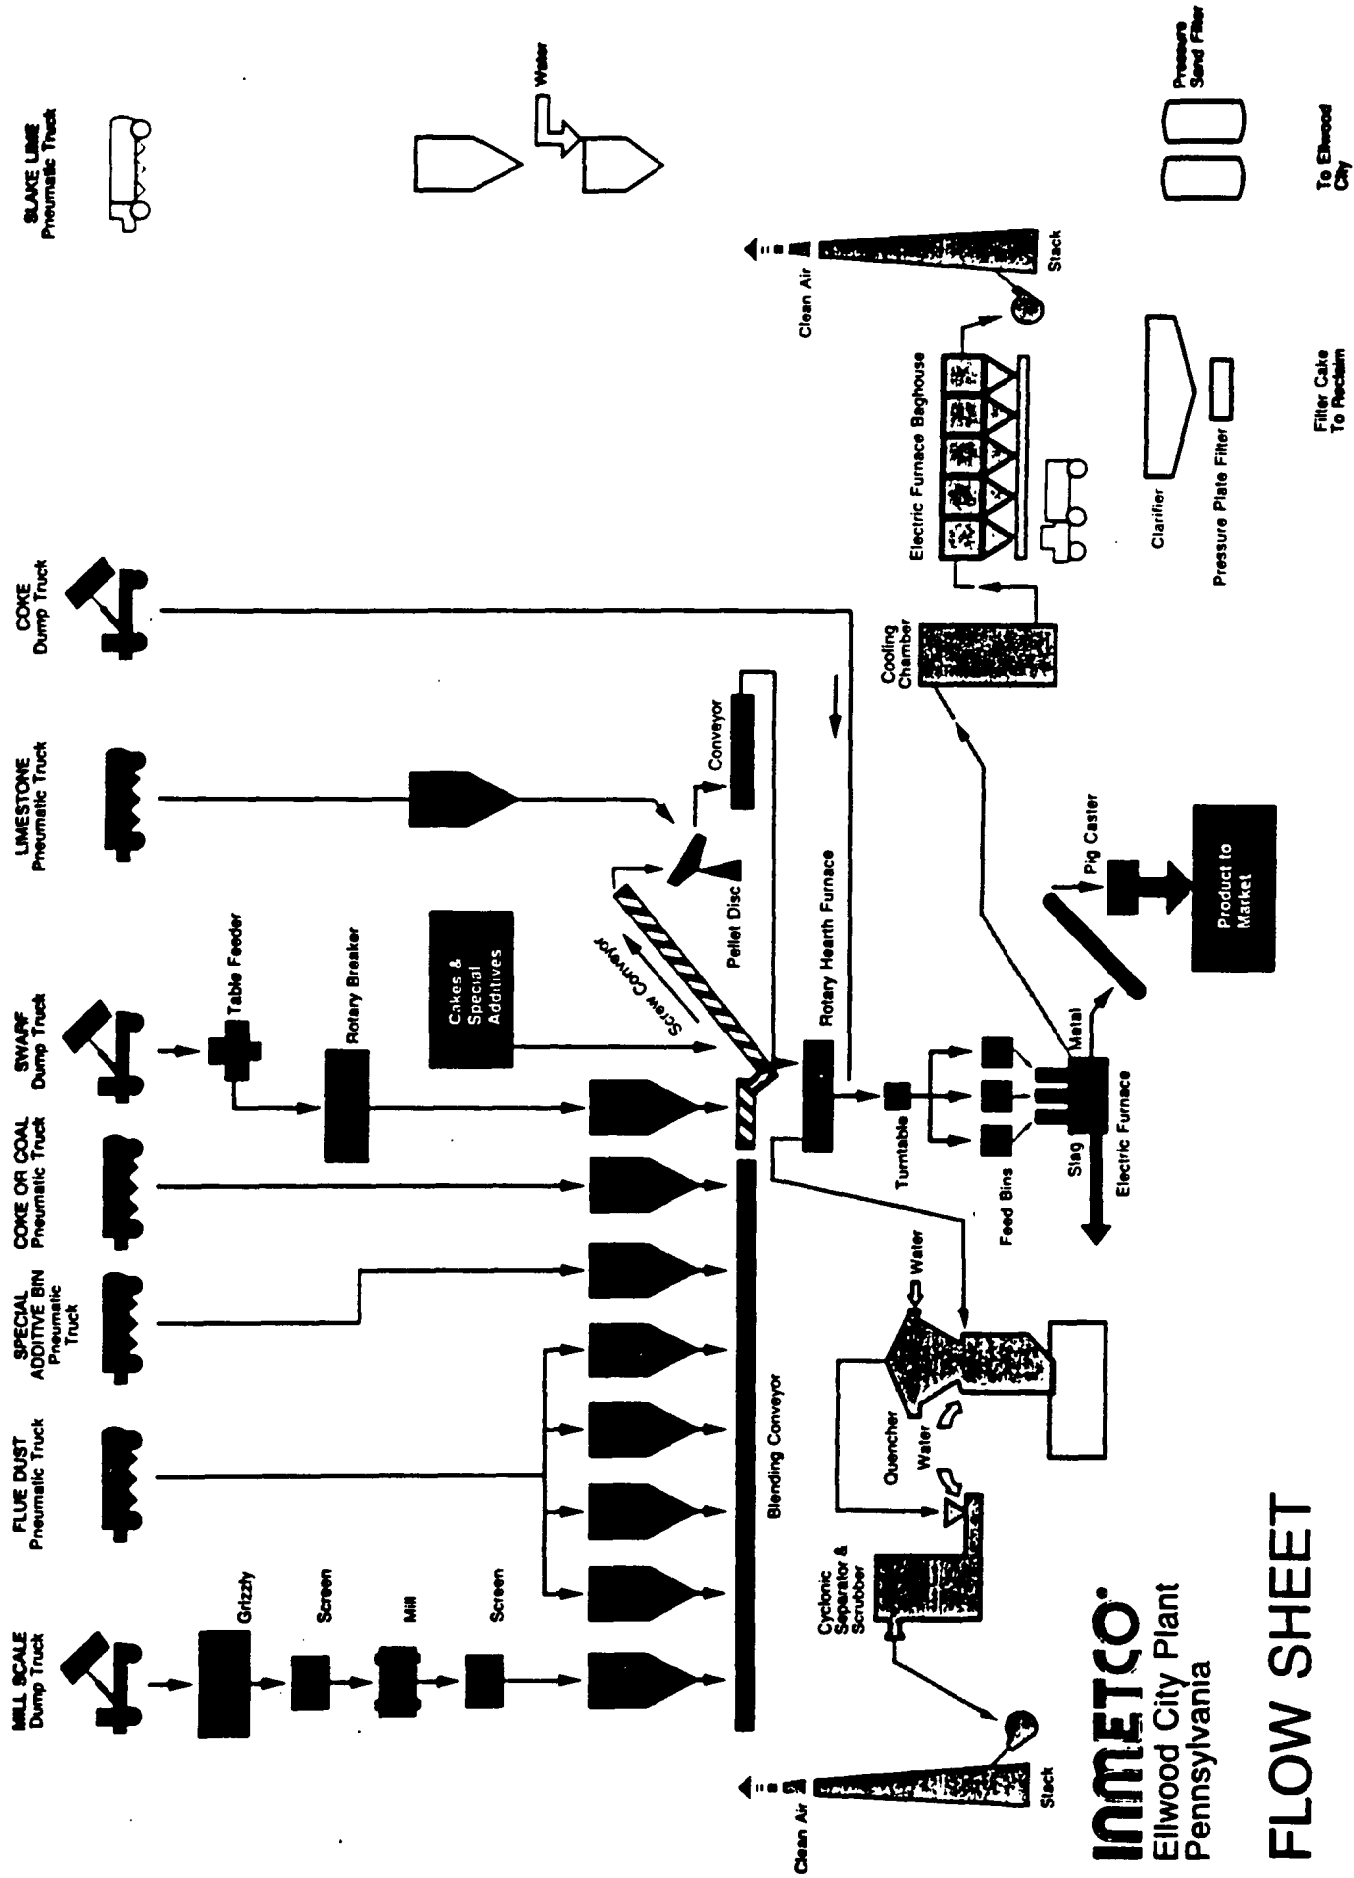 MILL SCALE
Dump Truck
FLUE DUST
Pneumatic Truck
SPECIAL
ADDITIVE BIN
Pneumatic
Truck
COKE OR COAL
Pneumatic Truck
SWARF
Dump Truck
LIMESTONE
Pneumatic Truck
COKE
Dump Truck
SLAKE LIME
Pneumatic Truck
Grizzly
Screen
Mill
Screen
Table Feeder
Rotary Breaker
Cakes &
Special
Additives
Screw Conveyor
Pellet Disc
Conveyor
Water
Blending Conveyor
Rotary Hearth Furnace
Turntable
Feed Bins
Slag
Metal
Electric Furnace
Pig Caster
Product to
Market
Cooling
Chamber
Electric Furnace Baghouse
Clean Air
Stack
Clarifier
Pressure Plate Filter
Filter Cake
To Reclaim
Pressure
Sand Filter
To Ellwood
City
Water
Quencher
Water
Cyclonic
Separator &
Scrubber
Clean Air
Stack
INMETCO®
Ellwood City Plant
Pennsylvania
FLOW SHEET